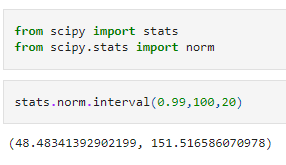 from scipy import stats
from scipy.stats import norm
stats.norm.interval(0.99,100,20)
(48.48341392902199, 151.516586070978)